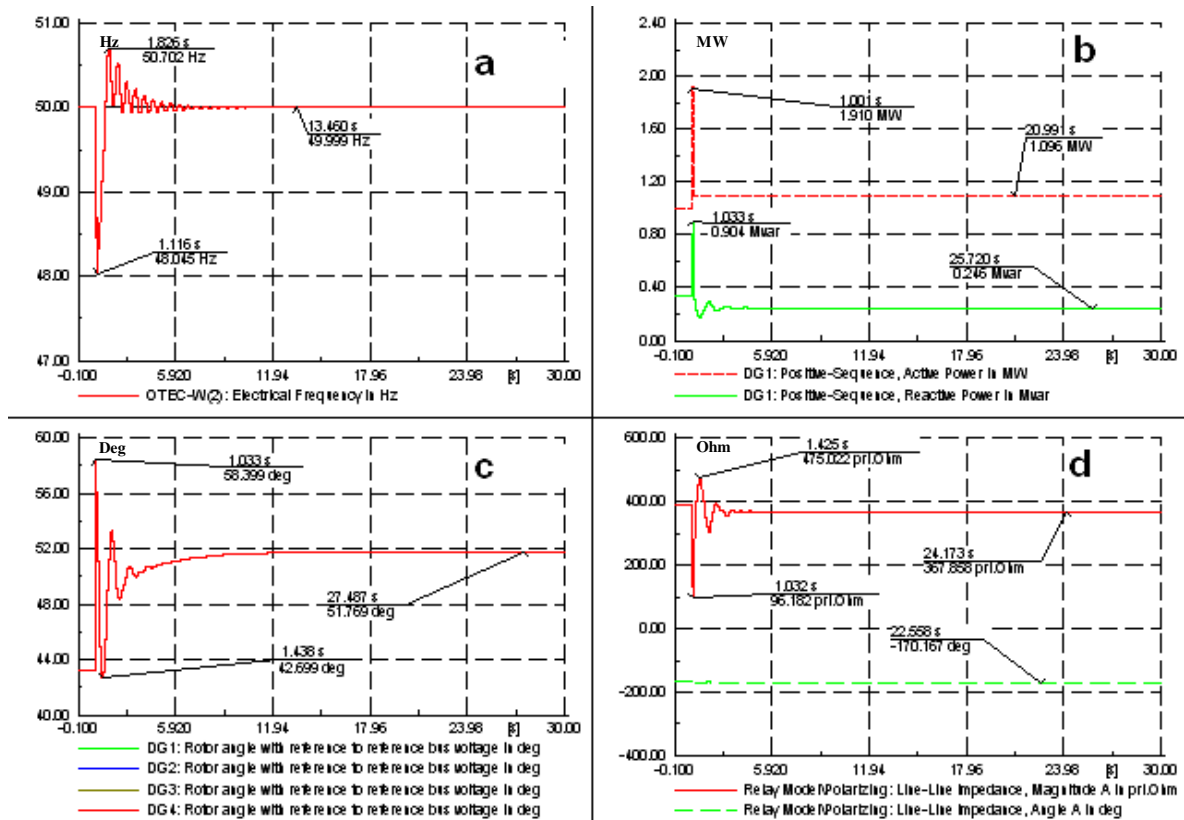 51.00
Hz
1.826 s
50.702 Hz
a
50.00
13.460 s
49.999 Hz
49.00
1.116 s
48.045 Hz
48.00
47.00
-0.100
5.920
11.94
17.96
23.98
[s]
30.00
OTEC-W(2): Electrical Frequency in Hz
2.40
MW
b
2.00
1.001 s
1.910 MW
1.60
20.991 s
1.096 MW
1.20
1.033 s
0.904 Mvar
0.80
25.720 s
0.246 Mvar
0.40
0.00
-0.100
5.920
11.94
17.96
23.98
[s]
30.00
DG1: Positive-Sequence, Active Power in MW
DG1: Positive-Sequence, Reactive Power in Mvar
60.00
Deg
1.033 s
58.399 deg
c
56.00
52.00
27.487 s
51.769 deg
48.00
1.438 s
42.699 deg
44.00
40.00
-0.100
5.920
11.94
17.96
23.98
[s]
30.00
DG1: Rotor angle with reference to reference bus voltage in deg
DG2: Rotor angle with reference to reference bus voltage in deg
DG3: Rotor angle with reference to reference bus voltage in deg
DG4: Rotor angle with reference to reference bus voltage in deg
600.00
Ohm
1.425 s
475.022 pri.Ohm
d
400.00
24.173 s
367.858 pri.Ohm
200.00
1.032 s
96.182 pri.Ohm
0.00
22.558 s
-170.167 deg
-200.00
-400.00
-0.100
5.920
11.94
17.96
23.98
[s]
30.00
Relay Model\Polarizing: Line-Line Impedance, Magnitude A in pri.Ohm
Relay Model\Polarizing: Line-Line Impedance, Angle A in deg